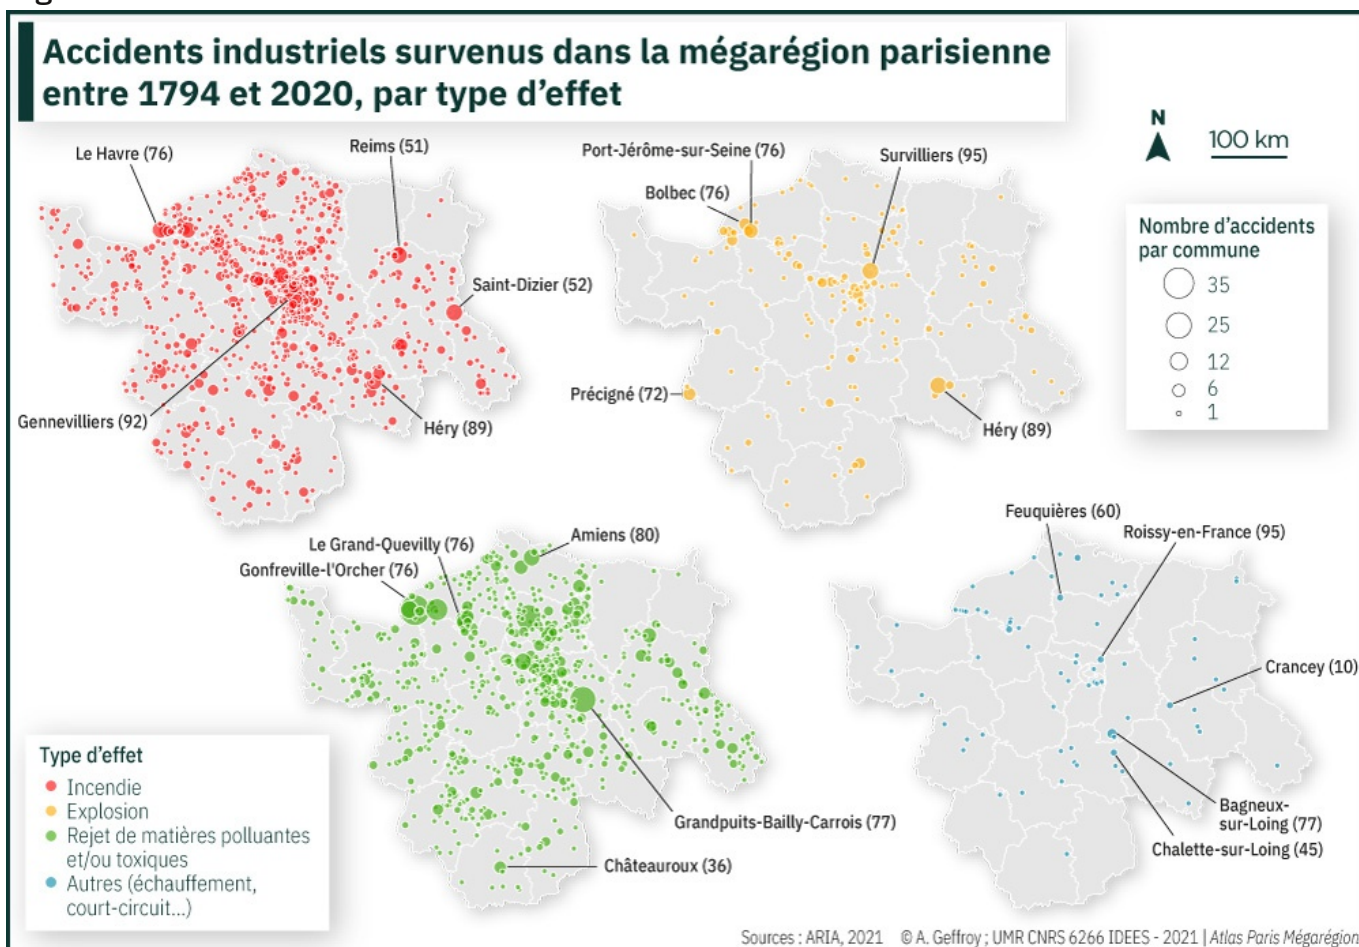 Accidents industriels survenus dans la mégarégion parisienne
entre 1794 et 2020, par type d'effet
N
100 km
Nombre d'accidents
par commune
35
25
12
6
1
Le Havre (76)
Reims (51)
Saint-Dizier (52)
Gennevilliers (92)
Héry (89)
Port-Jérôme-sur-Seine (76)
Survilliers (95)
Bolbec (76)
Précigné (72)
Héry (89)
Amiens (80)
Le Grand-Quevilly (76)
Gonfreville-l'Orcher (76)
Grandpuits-Bailly-Carrois (77)
Châteauroux (36)
Feuquières (60)
Roissy-en-France (95)
Crancey (10)
Bagneux-
sur-Loing (77)
Chalette-sur-Loing (45)
Type d'effet
Incendie
Explosion
Rejet de matières polluantes
et/ou toxiques
Autres (échauffement,
court-circuit...)
Sources : ARIA, 2021 © A. Geffroy ; UMR CNRS 6266 IDEES - 2021 | Atlas Paris Mégarégion